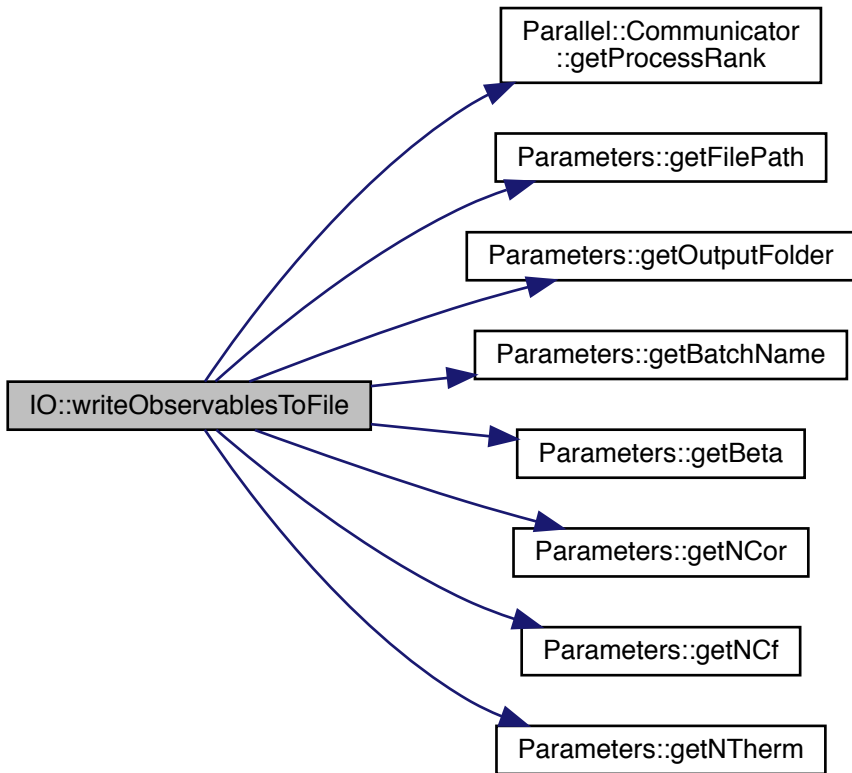 Parallel::Communicator
::getProcessRank
Parameters::getFilePath
Parameters::getOutputFolder
Parameters::getBatchName
IO::writeObservablesToFile
Parameters::getBeta
Parameters::getNCor
Parameters::getNCf
Parameters::getNTherm